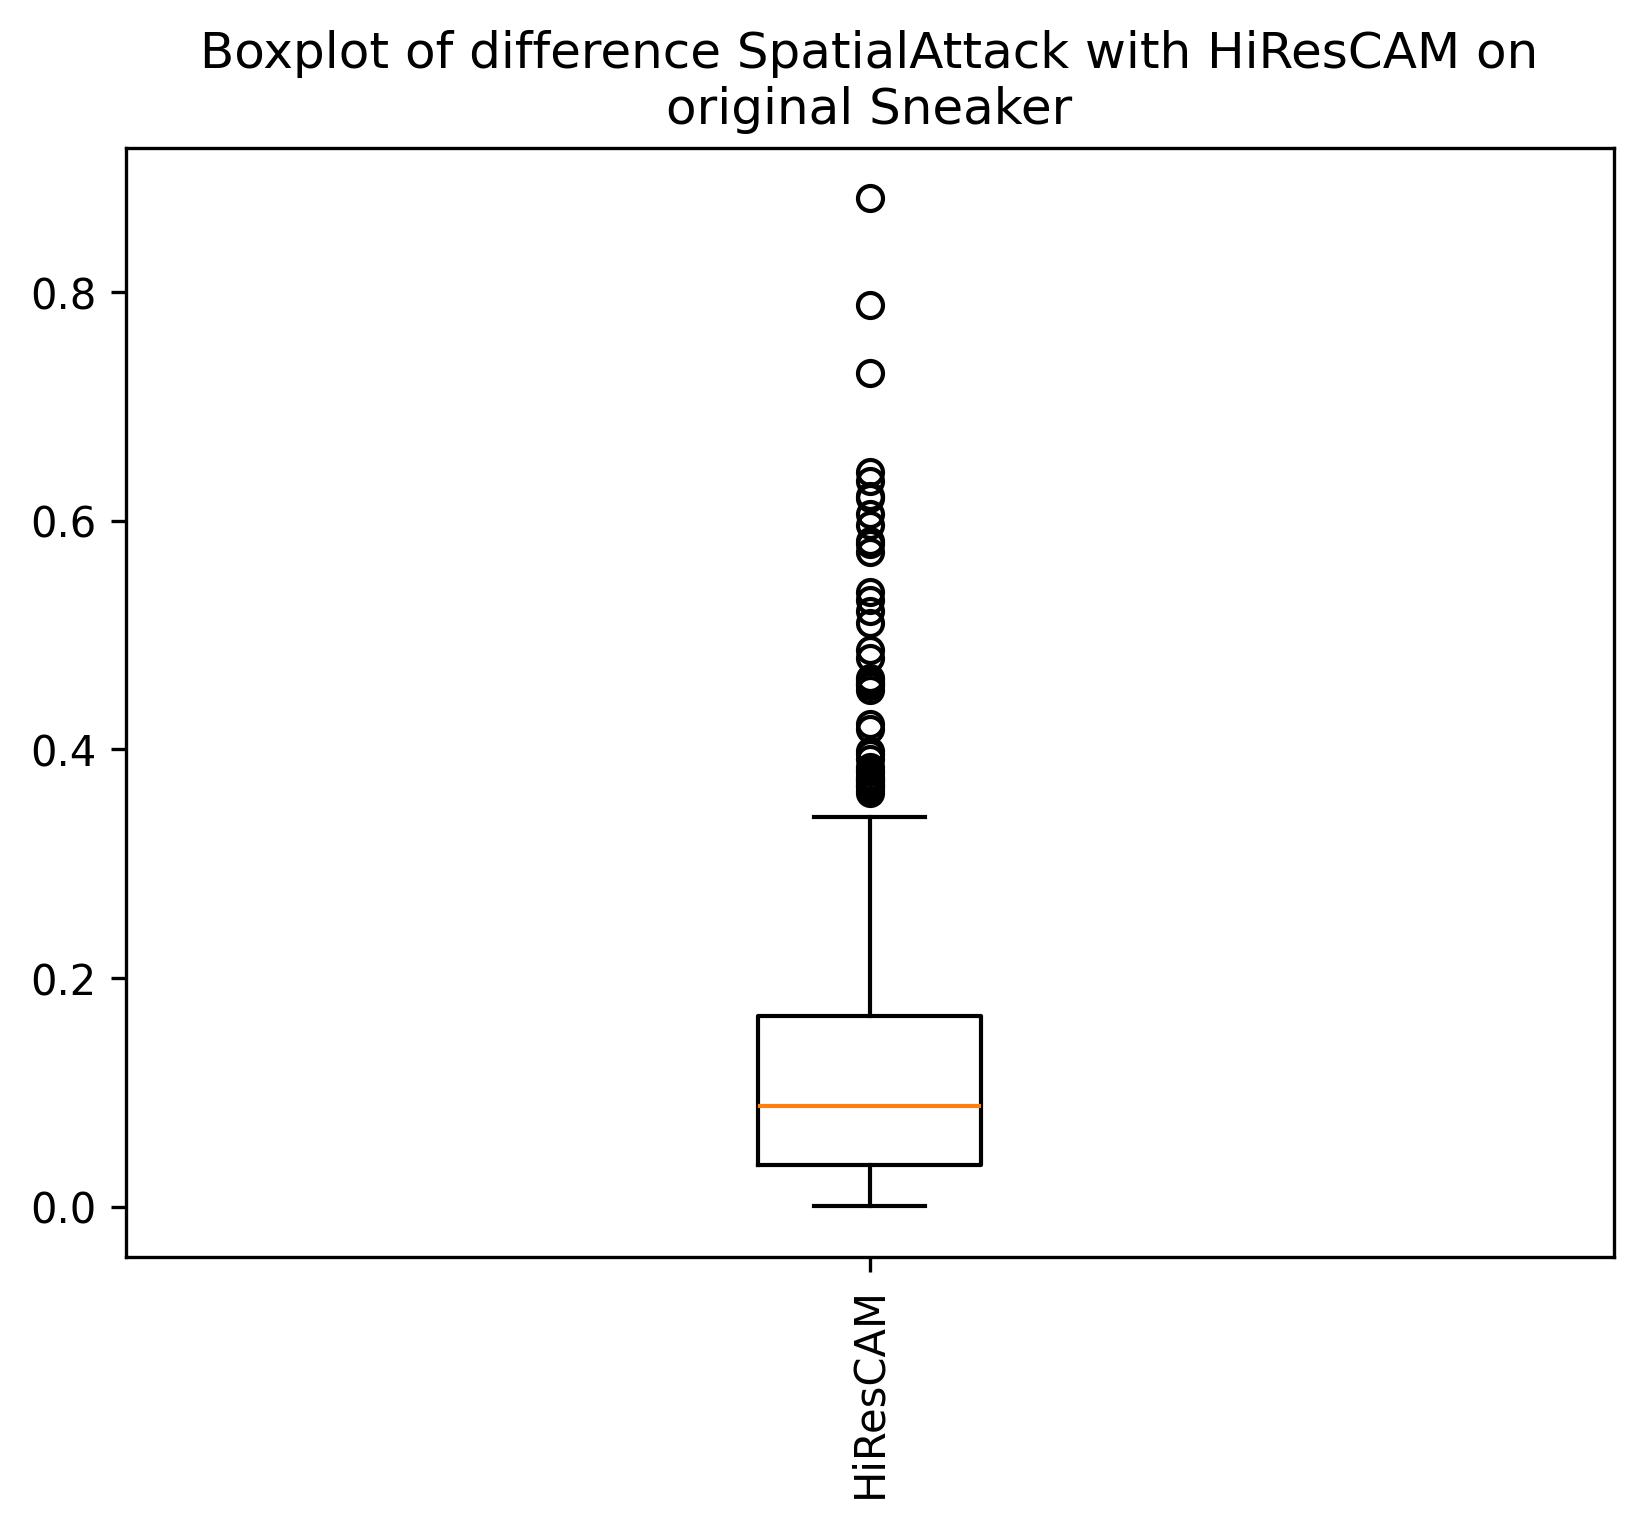 Boxplot of difference SpatialAttack with HiResCAM on
original Sneaker
0.8
0.6
0.4
0.2
0.0
HiResCAM